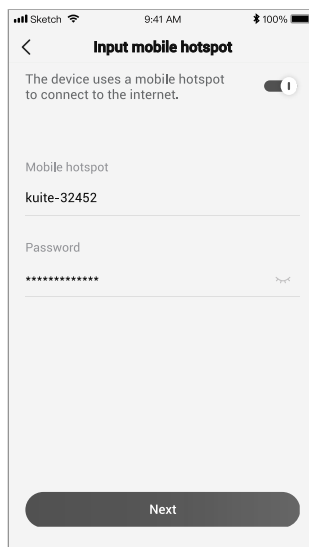 Sketch 9:41 AM 100%
Input mobile hotspot
The device uses a mobile hotspot
to connect to the internet.
Mobile hotspot
kuite-32452
Password
*************
Next